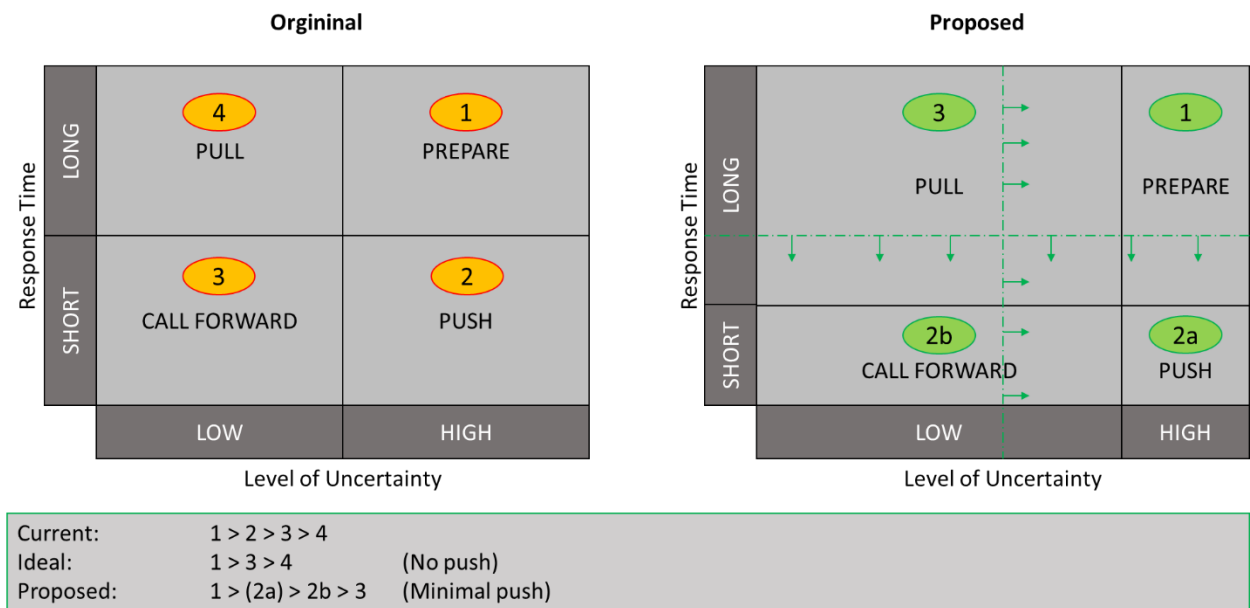 Orgininal
Response Time
LONG
SHORT
4
PULL
1
PREPARE
3
CALL FORWARD
2
PUSH
LOW
HIGH
Level of Uncertainty
Proposed
Response Time
LONG
SHORT
3
PULL
1
PREPARE
2b
CALL FORWARD
2a
PUSH
LOW
HIGH
Level of Uncertainty
Current: 1 > 2 > 3 > 4
Ideal: 1 > 3 > 4 (No push)
Proposed: 1 > (2a) > 2b > 3 (Minimal push)